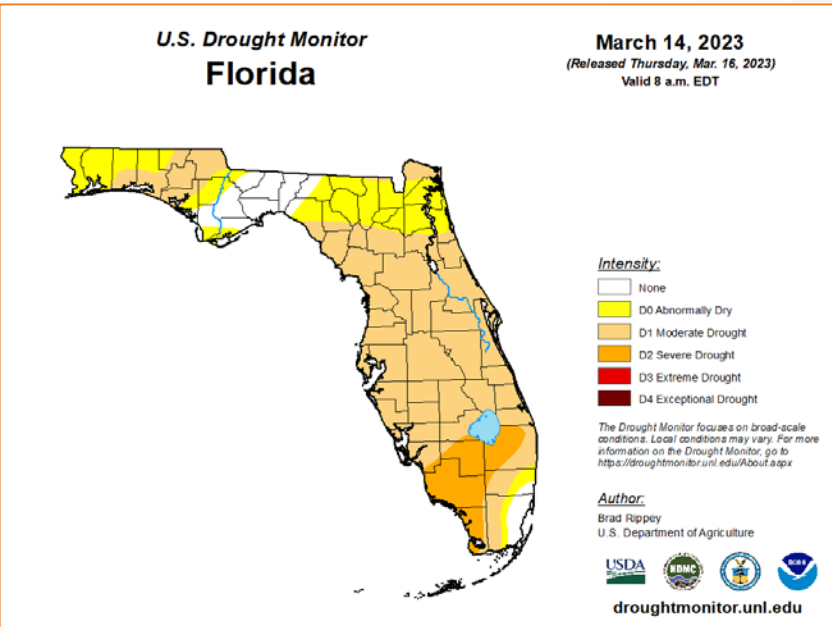 U.S. Drought Monitor
Florida
March 14, 2023
(Released Thursday, Mar. 16, 2023)
Valid 8 a.m. EDT
Intensity:
None
D0 Abnormally Dry
D1 Moderate Drought
D2 Severe Drought
D3 Extreme Drought
D4 Exceptional Drought
The Drought Monitor focuses on broad-scale
conditions. Local conditions may vary. For more
information on the Drought Monitor, go to
https://droughtmonitor.unl.edu/About.aspx
Author:
Brad Rippey
U.S. Department of Agriculture
USDA
NDMC
NOAA
droughtmonitor.unl.edu